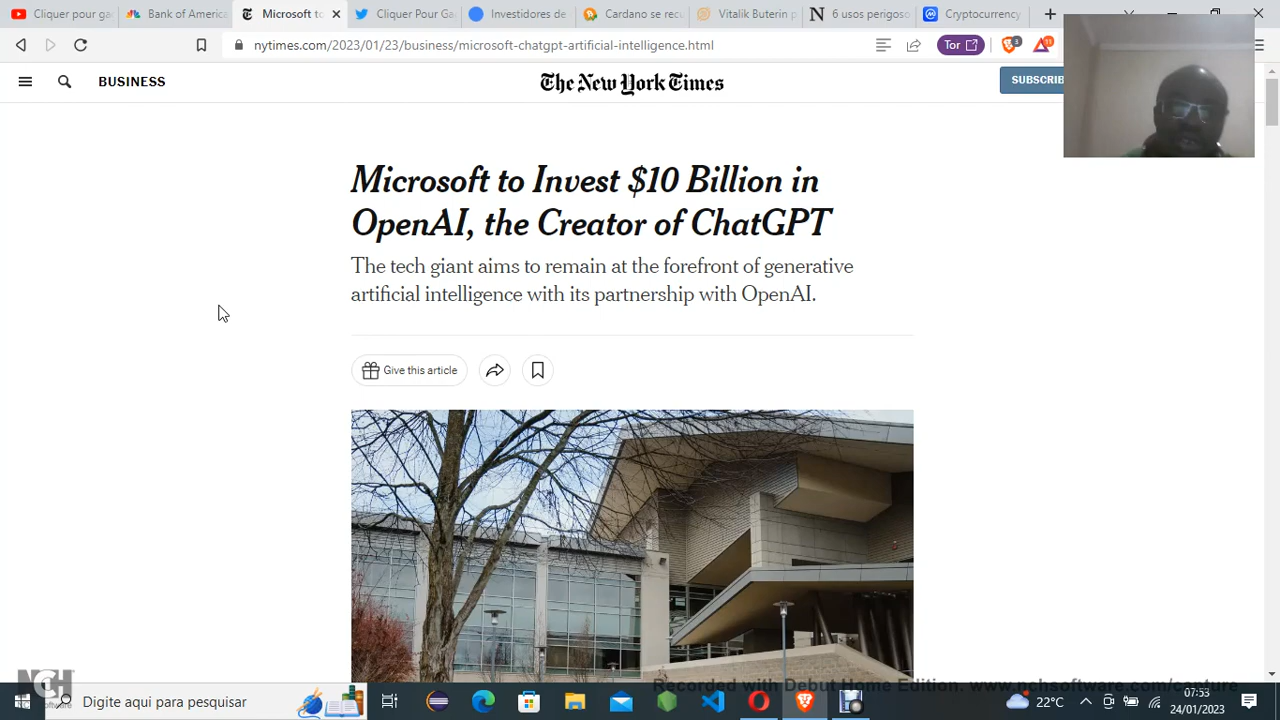 Cliquer pour ga
Bank of Americ
Microsoft to
Cliquer Pour Ga
Investidores de
Cardano se recu
Vitalik Buterin p
6 usos perigoso
Cryptocurrency
nytimes.com/2023/01/23/business/microsoft-chatgpt-artificial-intelligence.html
Tor
BUSINESS
The New York Times
SUBSCRIB
Microsoft to Invest $10 Billion in
OpenAI, the Creator of ChatGPT
The tech giant aims to remain at the forefront of generative
artificial intelligence with its partnership with OpenAI.
Give this article
NCH
Recorded with Debut Home Edition. www.nchsoftware.com/capture
Digite aqui para pesquisar
22°C
07:53
24/01/2023